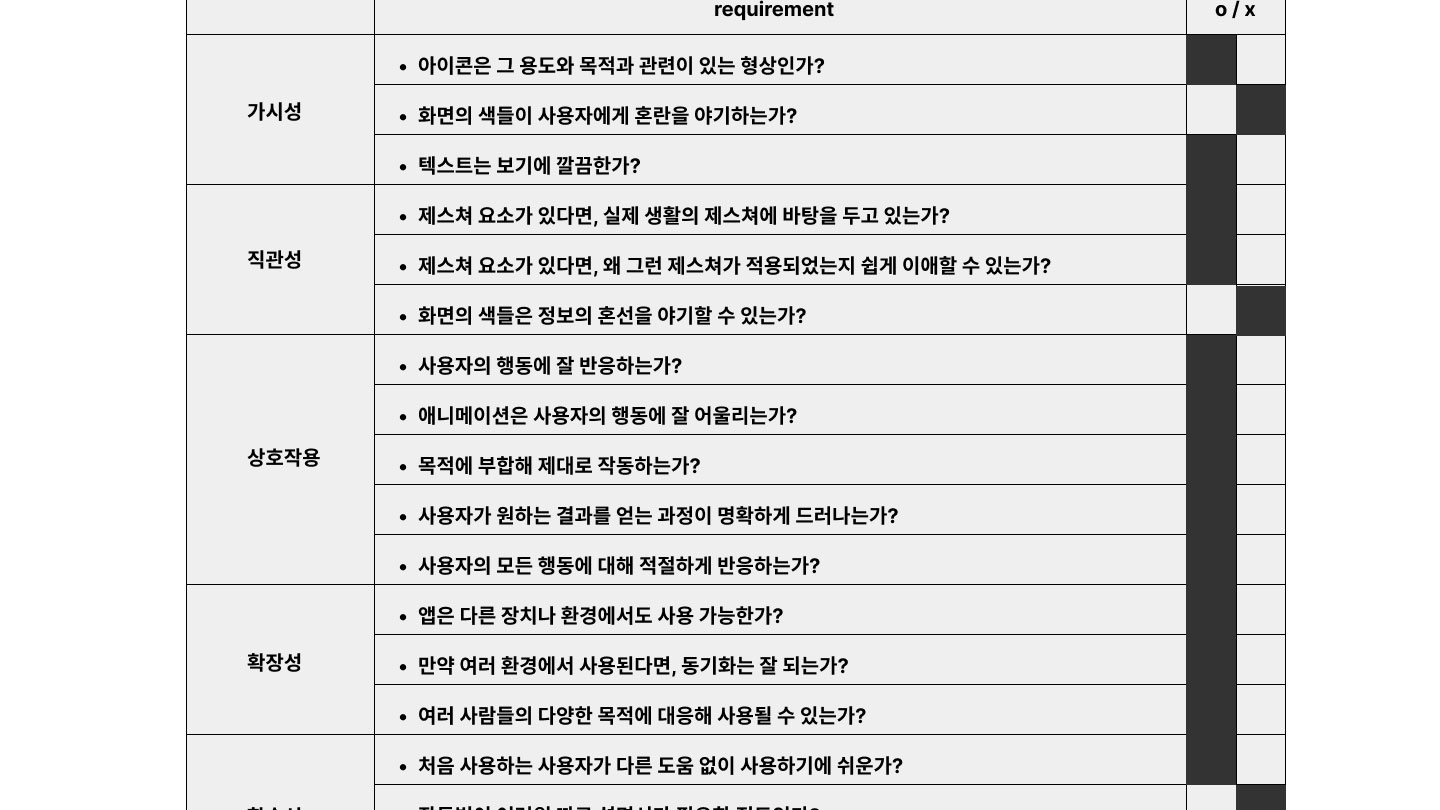 requirement
o / x
가시성
• 아이콘은 그 용도와 목적과 관련이 있는 형상인가?
• 화면의 색들이 사용자에게 혼란을 야기하는가?
• 텍스트는 보기에 깔끔한가?
직관성
• 제스쳐 요소가 있다면, 실제 생활의 제스쳐에 바탕을 두고 있는가?
• 제스쳐 요소가 있다면, 왜 그런 제스쳐가 적용되었는지 쉽게 이애할 수 있는가?
• 화면의 색들은 정보의 혼선을 야기할 수 있는가?
상호작용
• 사용자의 행동에 잘 반응하는가?
• 애니메이션은 사용자의 행동에 잘 어울리는가?
• 목적에 부합해 제대로 작동하는가?
• 사용자가 원하는 결과를 얻는 과정이 명확하게 드러나는가?
• 사용자의 모든 행동에 대해 적절하게 반응하는가?
확장성
• 앱은 다른 장치나 환경에서도 사용 가능한가?
• 만약 여러 환경에서 사용된다면, 동기화는 잘 되는가?
• 여러 사람들의 다양한 목적에 대응해 사용될 수 있는가?
• 처음 사용하는 사용자가 다른 도움 없이 사용하기에 쉬운가?